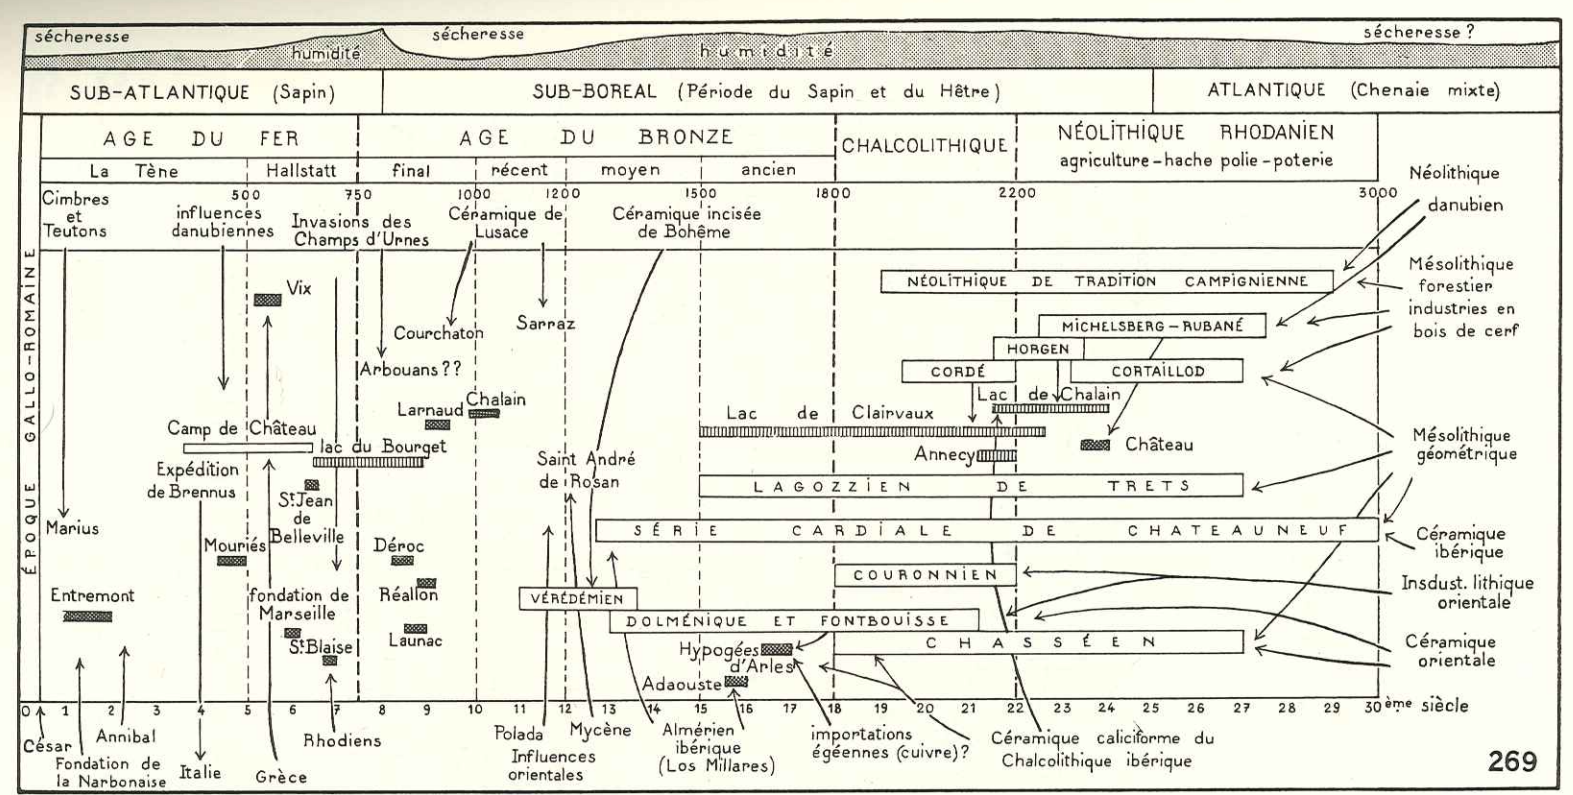 sécheresse
humidité
sécheresse
humidité
sécheresse ?
SUB-ATLANTIQUE (Sapin)
SUB-BOREAL (Période du Sapin et du Hêtre)
ATLANTIQUE (Chenaie mixte)
AGE DU FER
AGE DU BRONZE
CHALCOLITHIQUE
NÉOLITHIQUE RHODANIEN
agriculture-hache polie-poterie
La Tène
Hallstatt
final
récent
moyen
ancien
500
750
1000
1200
1500
1800
2200
3000
Cimbres
et
Teutons
influences
danubiennes
Invasions des
Champs d'Urnes
Céramique de
Lusace
Céramique incisée
de Bohême
Néolithique
danubien
Mésolithique
forestier
industries en
bois de cerf
Mésolithique
géométrique
Céramique
ibérique
Insdust. lithique
orientale
Céramique
orientale
ÉPOQUE GALLO-ROMAINE
Vix
Courchaton
Sarraz
Arbouans ??
NÉOLITHIQUE DE TRADITION CAMPIGNIENNE
MICHELSBERG-RUBANÉ
HORGEN
CORDÉ
CORTAILLOD
Larnaud
Chalain
Lac de Chalain
Camp de Château
lac du Bourget
Lac de Clairvaux
Annecy
Château
Expédition
de Brennus
St Jean
de
Belleville
Saint André
de Rosan
LAGOZZIEN DE TRETS
Marius
SÉRIE CARDIALE DE CHATEAUNEUF
Mouriés
Déroc
Réallon
COURONNIEN
Entremont
fondation de
Marseille
VÉRÉDÉMIEN
DOLMÉNIQUE ET FONTBOUISSE
St Blaise
Launac
CHASSÉEN
Hypogées
d'Arles
Adaouste
0 1 2 3 4 5 6 7 8 9 10 11 12 13 14 15 16 17 18 19 20 21 22 23 24 25 26 27 28 29 30 ème siècle
César
Fondation de
la Narbonaise
Annibal
Italie
Grèce
Rhodiens
Polada
Influences
orientales
Mycène
Almérien
ibérique
(Los Millares)
importations
égéennes (cuivre)?
Céramique caliciforme du
Chalcolithique ibérique
269